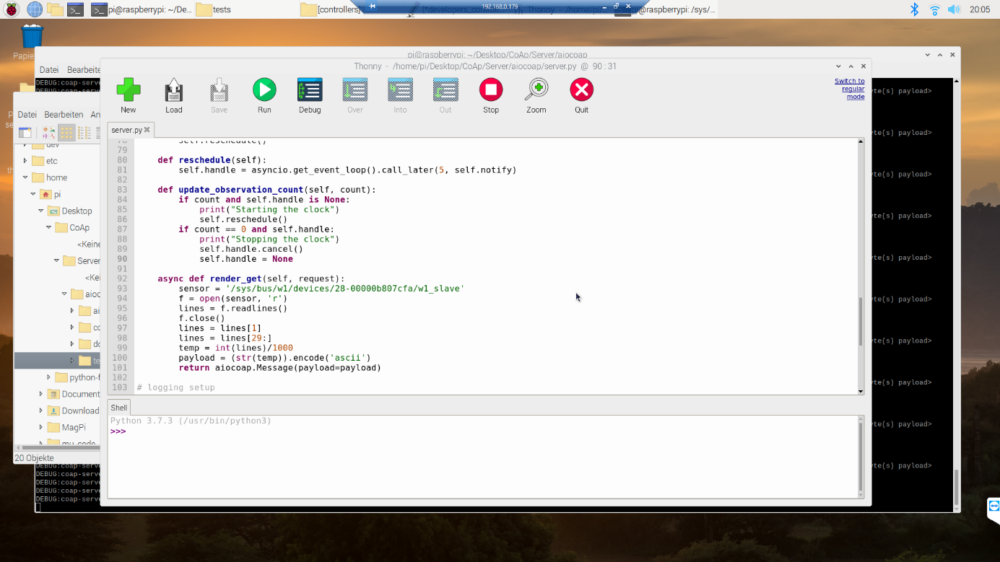 pi@raspberrypi: ~/De...
tests
[controllers]
192.168.0.179
@raspberrypi: /sys/...
20:05
Papie
pi@raspberrypi: ~/Desktop/CoAp/Server/aiocoap
Datei Bearbeite
DEBUG:coap-serve
Thonny - /home/pi/Desktop/CoAp/Server/aiocoap/server.py @ 90:31
New
Load
Save
Run
Debug
Over
Into
Out
Stop
Zoom
Quit
Switch to
regular
mode
Datei Bearbeiten An
dev
etc
home
pi
Desktop
CoAp
<Keine
Server
<Ke
aioc
ai
co
do
te
python-f
Document
Download
MagPi
my_code
20 Objekte
server.py
78 self.reschedule()
79
80 def reschedule(self):
81 self.handle = asyncio.get_event_loop().call_later(5, self.notify)
82
83 def update_observation_count(self, count):
84 if count and self.handle is None:
85 print("Starting the clock")
86 self.reschedule()
87 if count == 0 and self.handle:
88 print("Stopping the clock")
89 self.handle.cancel()
90 self.handle = None
91
92 async def render_get(self, request):
93 sensor = '/sys/bus/w1/devices/28-00000b807cfa/w1_slave'
94 f = open(sensor, 'r')
95 lines = f.readlines()
96 f.close()
97 lines = lines[1]
98 lines = lines[29:]
99 temp = int(lines)/1000
100 payload = (str(temp)).encode('ascii')
101 return aiocoap.Message(payload=payload)
102
103 # logging setup
Shell
Python 3.7.3 (/usr/bin/python3)
>>>
yte(s) payload>
yte(s) payload>
yte(s) payload>
yte(s) payload>
yte(s) payload>
yte(s) payload>
yte(s) payload>
yte(s) payload>
yte(s) payload>
yte(s) payload>
DEBUG:coap-serve
DEBUG:coap-serve
DEBUG:coap-serve
DEBUG:coap-serve
DEBUG:coap-serve